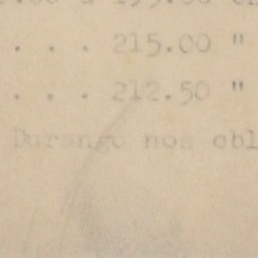 . . . . 215.00 "
. . . . 212.50 "
Durango nos obl